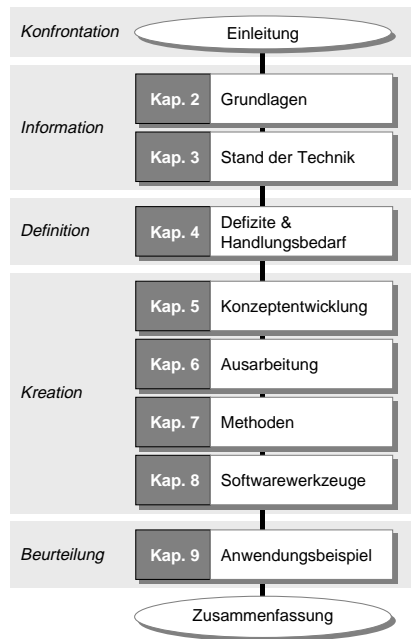 Konfrontation
Einleitung
Information
Kap. 2 Grundlagen
Kap. 3 Stand der Technik
Definition
Kap. 4 Defizite &
Handlungsbedarf
Kreation
Kap. 5 Konzeptentwicklung
Kap. 6 Ausarbeitung
Kap. 7 Methoden
Kap. 8 Softwarewerkzeuge
Beurteilung
Kap. 9 Anwendungsbeispiel
Zusammenfassung